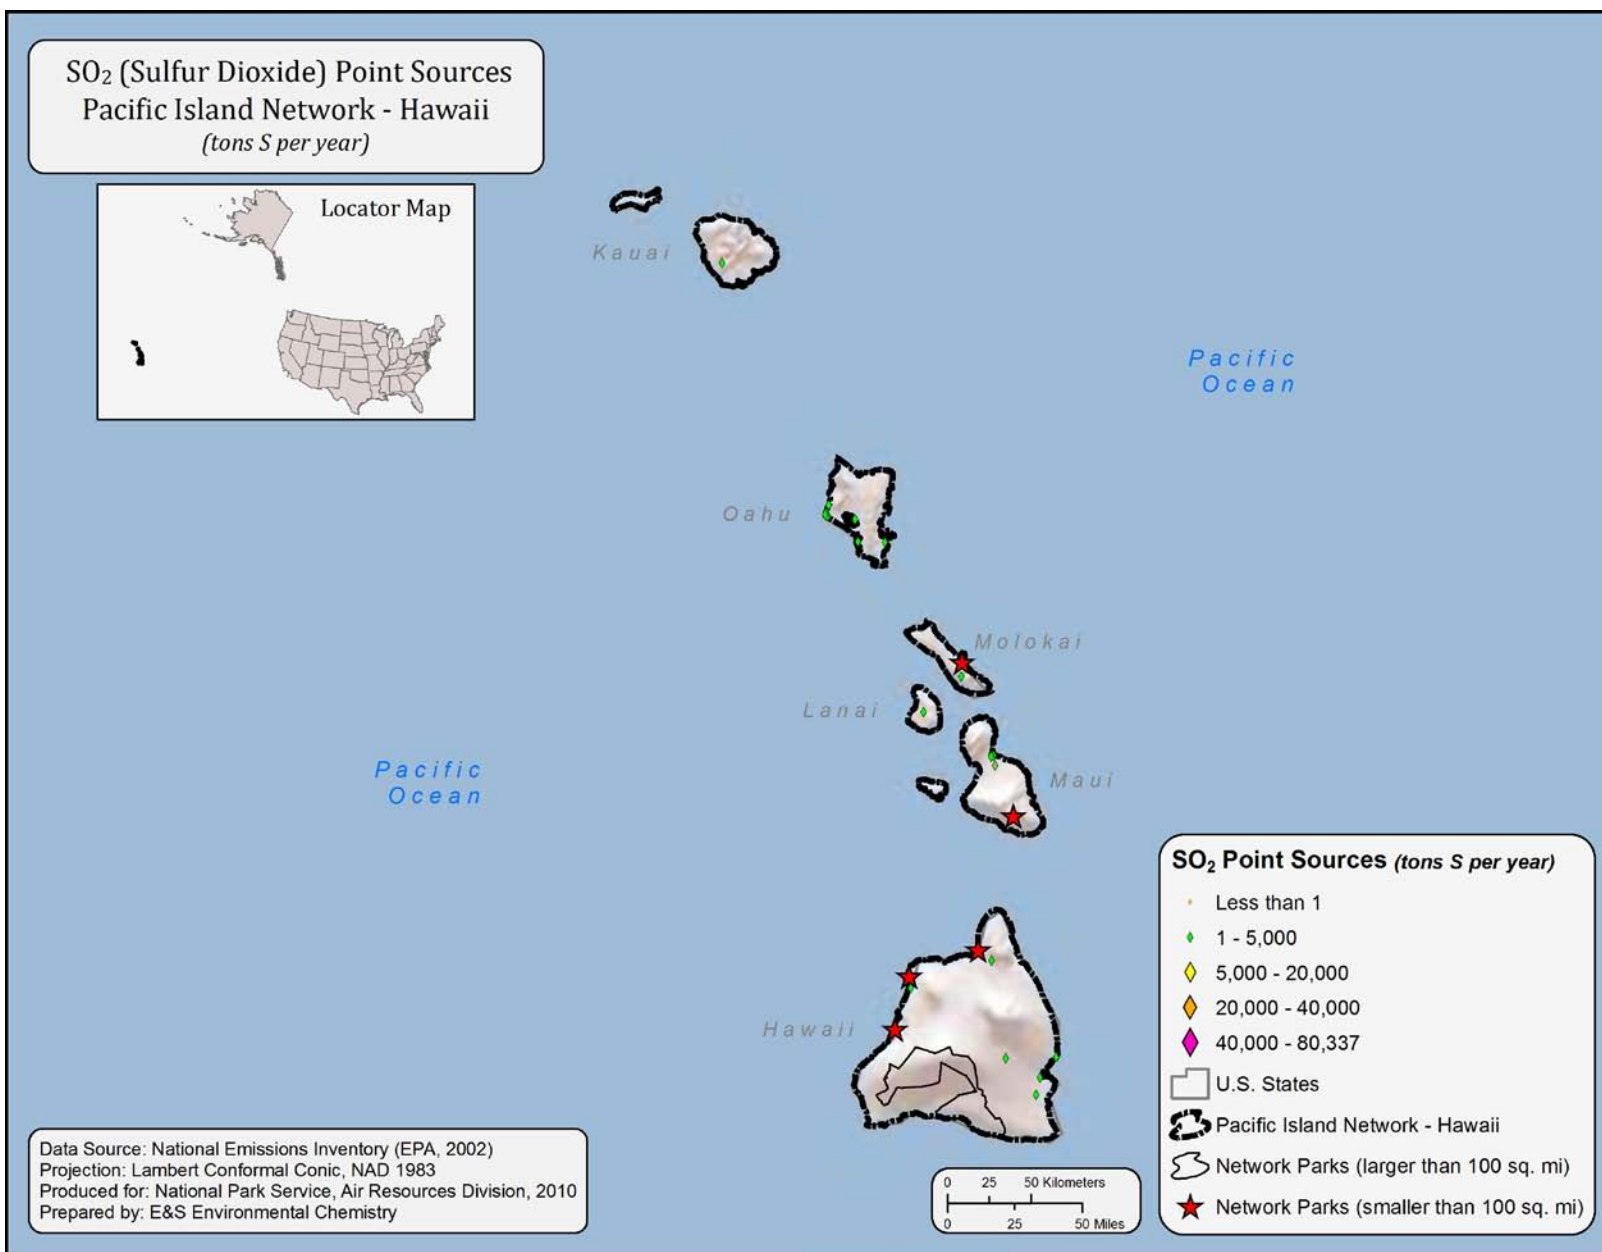 SO₂ (Sulfur Dioxide) Point Sources
Pacific Island Network - Hawaii
(tons S per year)
Locator Map
Kauai
Pacific
Ocean
Oahu
Molokai
Lanai
Maui
Pacific
Ocean
Hawaii
SO₂ Point Sources (tons S per year)
Less than 1
1 - 5,000
5,000 - 20,000
20,000 - 40,000
40,000 - 80,337
U.S. States
Pacific Island Network - Hawaii
Network Parks (larger than 100 sq. mi)
Network Parks (smaller than 100 sq. mi)
Data Source: National Emissions Inventory (EPA, 2002)
Projection: Lambert Conformal Conic, NAD 1983
Produced for: National Park Service, Air Resources Division, 2010
Prepared by: E&S Environmental Chemistry
0 25 50 Kilometers
0 25 50 Miles